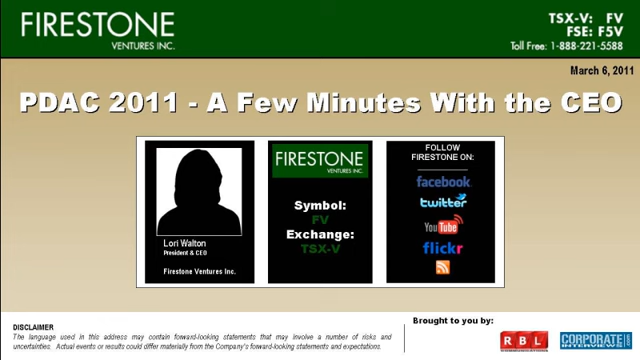 FIRESTONE
VENTURES INC.
TSX-V: FV
FSE: F5V
Toll Free: 1-888-221-5588
March 6, 2011
PDAC 2011 - A Few Minutes With the CEO
Lori Walton
President & CEO
Firestone Ventures Inc.
FIRESTONE
VENTURES INC.
Symbol:
FV
Exchange:
TSX-V
FOLLOW
FIRESTONE ON:
facebook
twitter
YouTube
flickr
DISCLAIMER
The language used in this address may contain forward-looking statements that may involve a number of risks and
uncertainties. Actual events or results could differ materially from the Company's forward-looking statements and expectations.
Brought to you by:
RBL
CORPORATE
INTERVIEWS